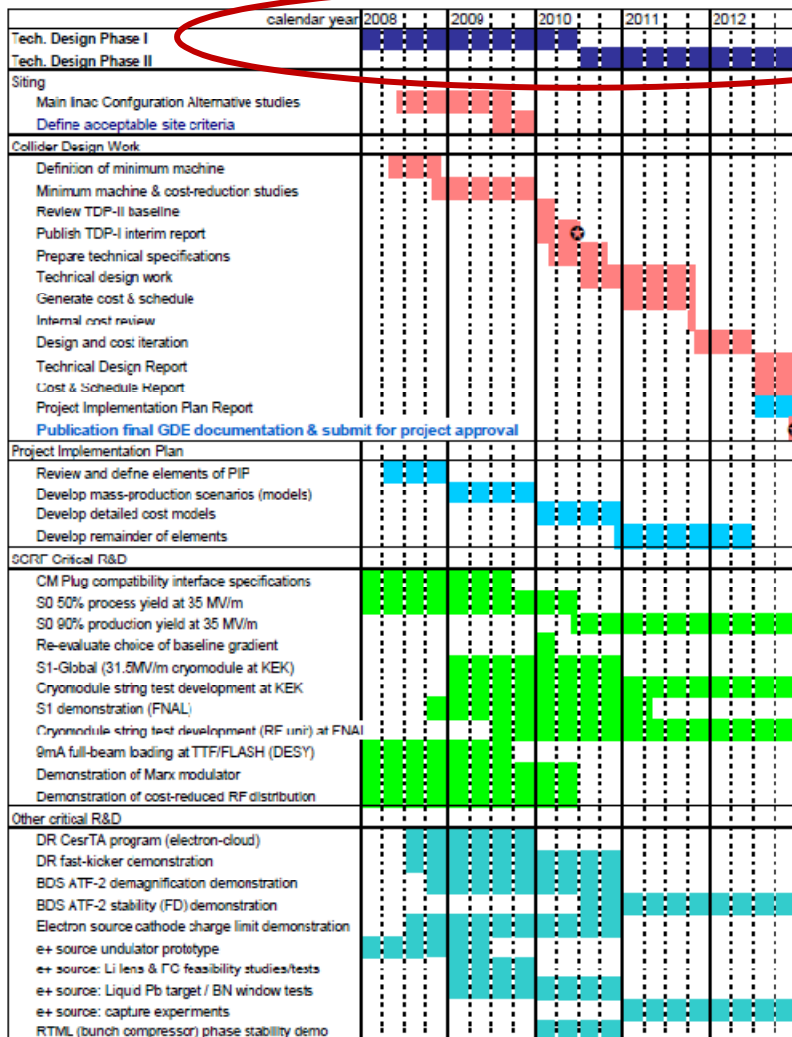 calendar year 2008 2009 2010 2011 2012
Tech. Design Phase I
Tech. Design Phase II
Siting
Main Linac Configuration Alternative studies
Define acceptable site criteria
Collider Design Work
Definition of minimum machine
Minimum machine & cost-reduction studies
Review TDP-II baseline
Publish TDP-I interim report
Prepare technical specifications
Technical design work
Generate cost & schedule
Internal cost review
Design and cost iteration
Technical Design Report
Cost & Schedule Report
Project Implementation Plan Report
Publication final GDE documentation & submit for project approval
Project Implementation Plan
Review and define elements of PIP
Develop mass-production scenarios (models)
Develop detailed cost models
Develop remainder of elements
SCRF Critical R&D
CM Plug compatibility interface specifications
S0 50% process yield at 35 MV/m
S0 90% production yield at 35 MV/m
Re-evaluate choice of baseline gradient
S1-Global (31.5MV/m cryomodule at KEK)
Cryomodule string test development at KEK
S1 demonstration (FNAL)
Cryomodule string test development (RF unit) at FNAL
9mA full-beam loading at TTF/FLASH (DESY)
Demonstration of Marx modulator
Demonstration of cost-reduced RF distribution
Other critical R&D
DR CesrTA program (electron-cloud)
DR fast-kicker demonstration
BDS ATF-2 demagnification demonstration
BDS ATF-2 stability (FD) demonstration
Electron source cathode charge limit demonstration
e+ source undulator prototype
e+ source: Li lens & FC feasibility studies/tests
e+ source: Liquid Pb target / BN window tests
e+ source: capture experiments
RTML (bunch compressor) phase stability demo